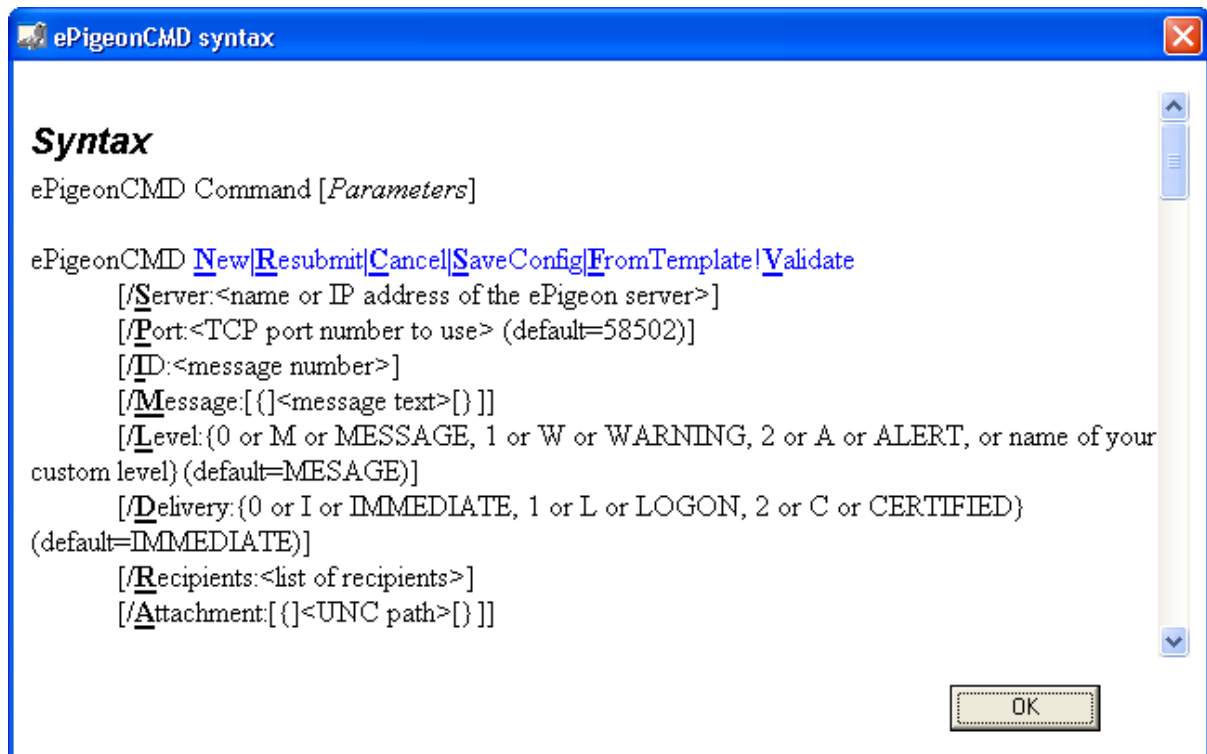 ePigeonCMD syntax
Syntax
ePigeonCMD Command [Parameters]
ePigeonCMD New|Resubmit|Cancel|SaveConfig|FromTemplate!Validate
[/Server:<name or IP address of the ePigeon server>]
[/Port:<TCP port number to use> (default=58502)]
[/ID:<message number>]
[/Message:[{]<message text>[}]]
[/Level:{0 or M or MESSAGE, 1 or W or WARNING, 2 or A or ALERT, or name of your
custom level} (default=MESAGE)]
[/Delivery:{0 or I or IMMEDIATE, 1 or L or LOGON, 2 or C or CERTIFIED}
(default=IMMEDIATE)]
[/Recipients:<list of recipients>]
[/Attachment:[{]<UNC path>[}]]
OK